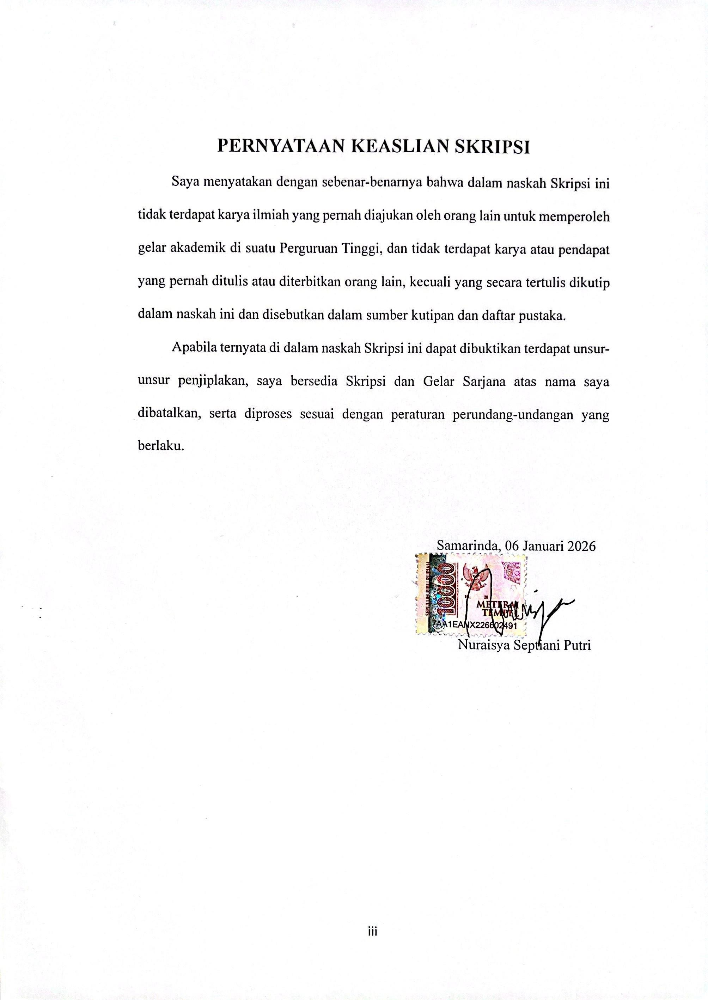 PERNYATAAN KEASLIAN SKRIPSI
Saya menyatakan dengan sebenar-benarnya bahwa dalam naskah Skripsi ini
tidak terdapat karya ilmiah yang pernah diajukan oleh orang lain untuk memperoleh
gelar akademik di suatu Perguruan Tinggi, dan tidak terdapat karya atau pendapat
yang pernah ditulis atau diterbitkan orang lain, kecuali yang secara tertulis dikutip
dalam naskah ini dan disebutkan dalam sumber kutipan dan daftar pustaka.
Apabila ternyata di dalam naskah Skripsi ini dapat dibuktikan terdapat unsur-
unsur penjiplakan, saya bersedia Skripsi dan Gelar Sarjana atas nama saya
dibatalkan, serta diproses sesuai dengan peraturan perundang-undangan yang
berlaku.
Samarinda, 06 Januari 2026
SEPULUH RIBU RUPIAH
10000
TGL 20
METERAI
TEMPEL
AA1EANX226602491
Nuraisya Septiani Putri
iii